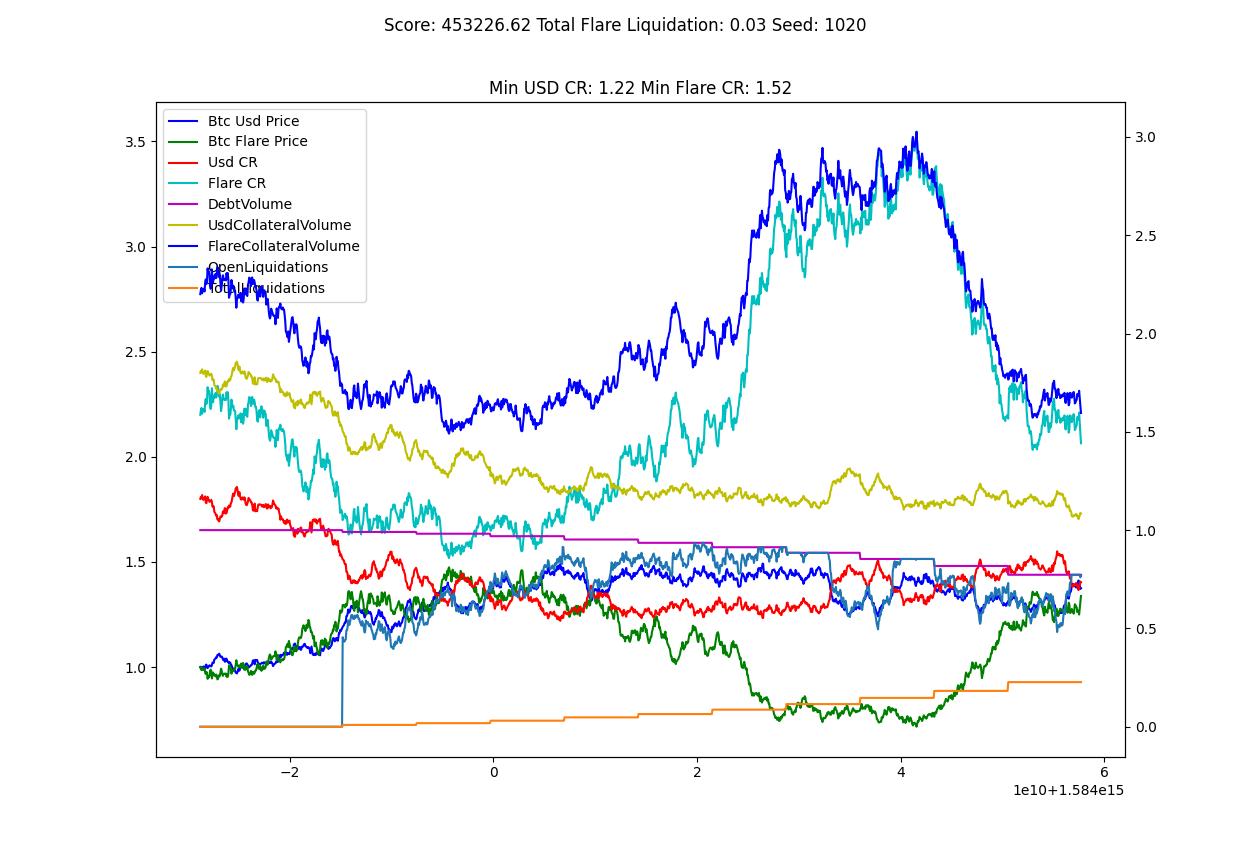 Score: 453226.62 Total Flare Liquidation: 0.03 Seed: 1020
Min USD CR: 1.22 Min Flare CR: 1.52
Btc Usd Price
Btc Flare Price
Usd CR
Flare CR
DebtVolume
UsdCollateralVolume
FlareCollateralVolume
OpenLiquidations
TotalLiquidations
3.5
3.0
2.5
2.0
1.5
1.0
3.0
2.5
2.0
1.5
1.0
0.5
0.0
−2
0
2
4
6
1e10+1.584e15